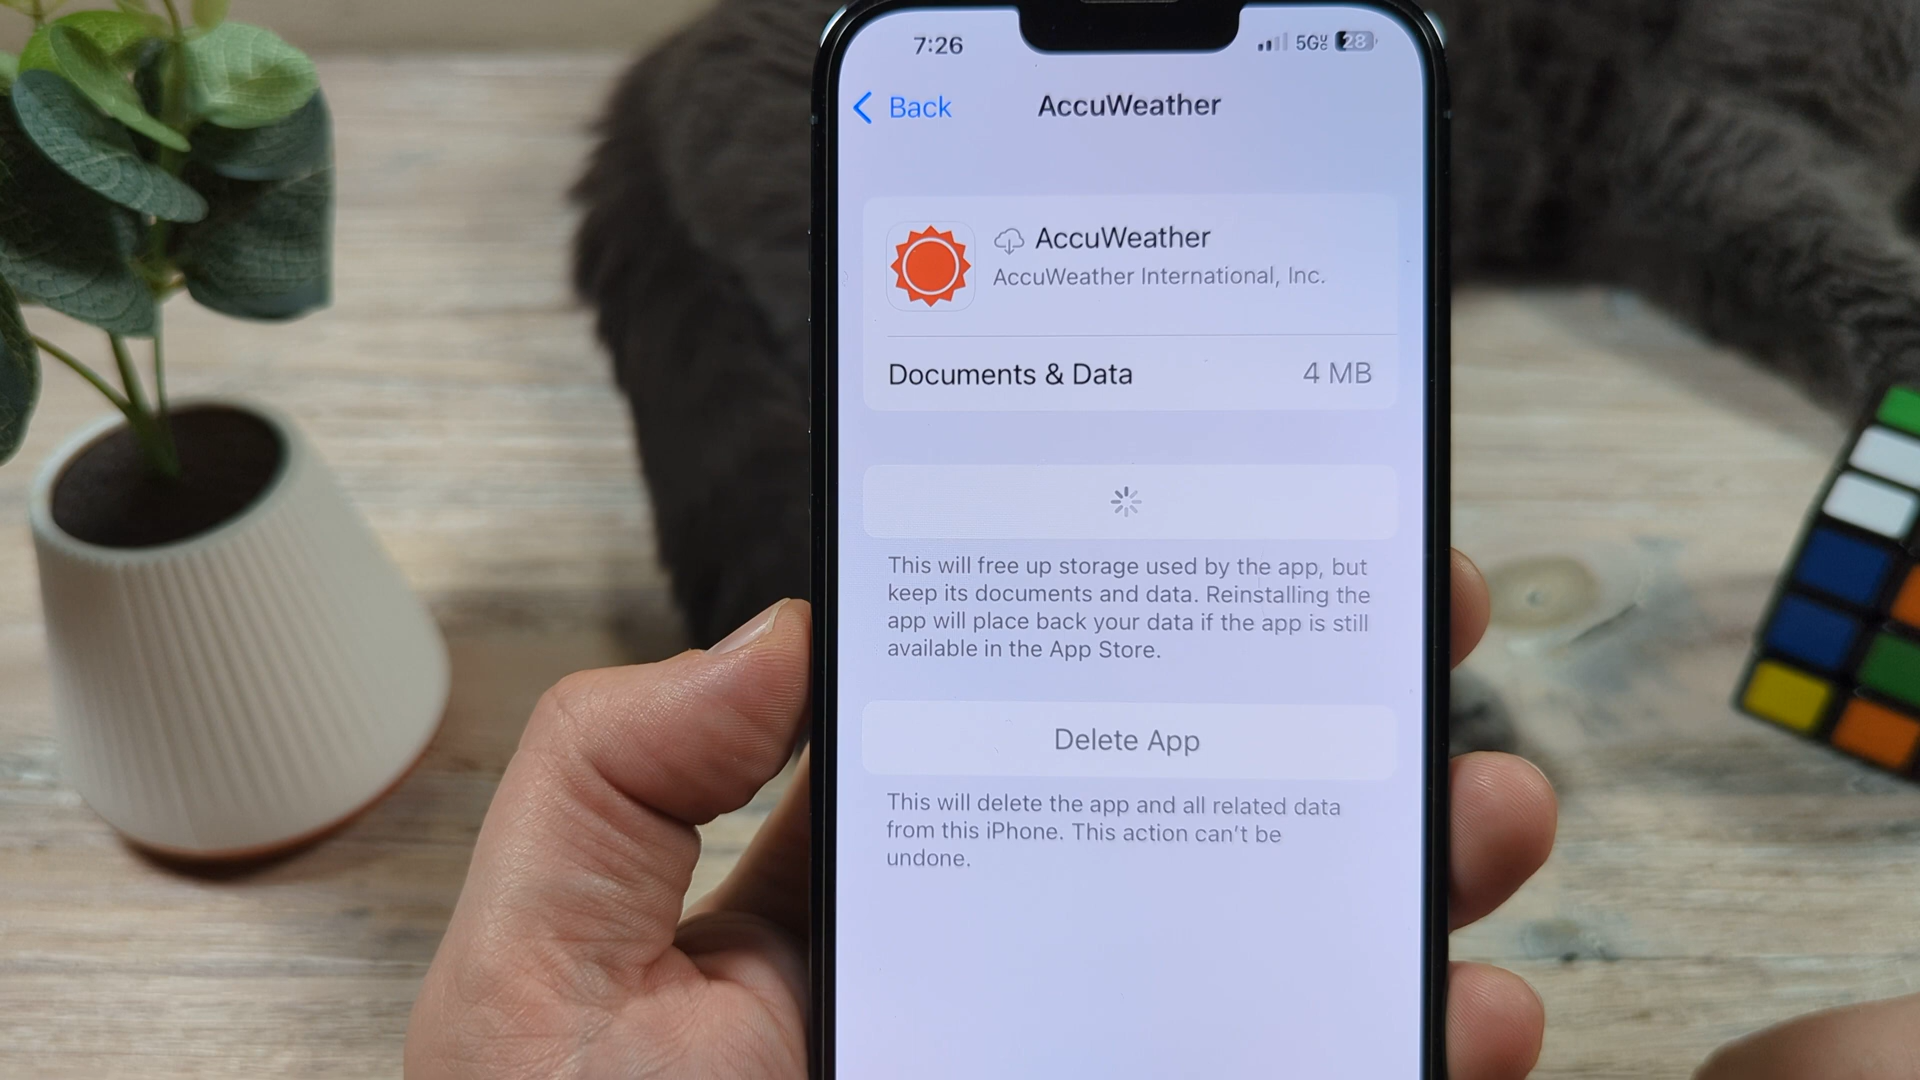 7:26
5G 28
Back
AccuWeather
AccuWeather
AccuWeather International, Inc.
Documents & Data
4 MB
This will free up storage used by the app, but
keep its documents and data. Reinstalling the
app will place back your data if the app is still
available in the App Store.
Delete App
This will delete the app and all related data
from this iPhone. This action can't be
undone.